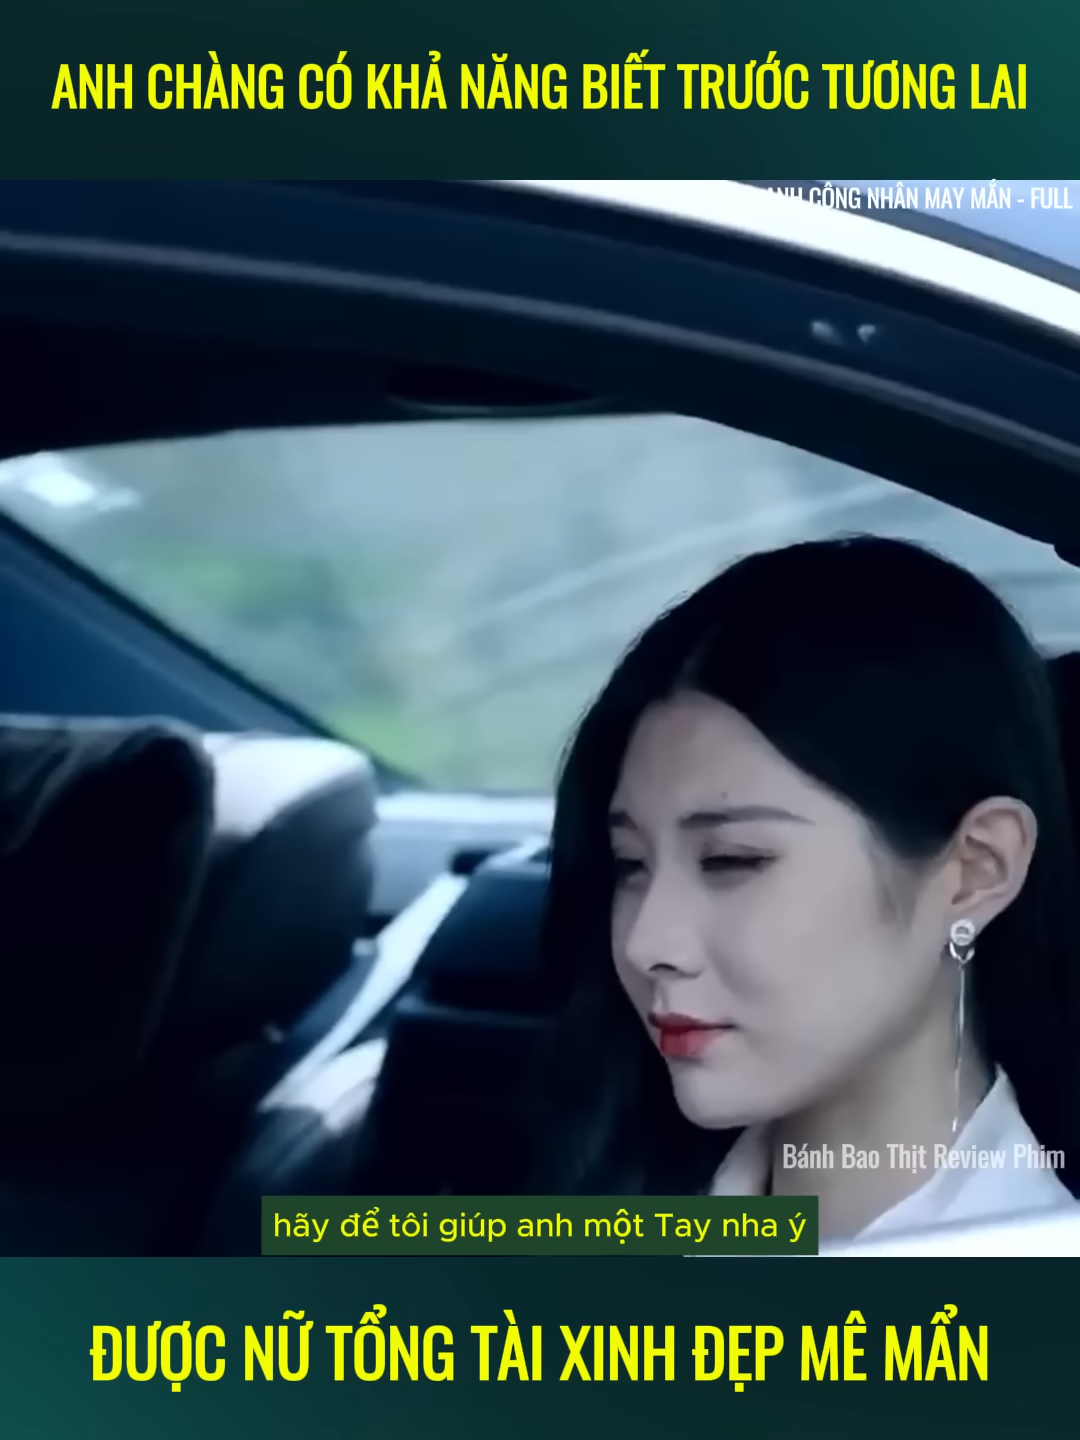 ANH CHÀNG CÓ KHẢ NĂNG BIẾT TRƯỚC TƯƠNG LAI
ANH CÔNG NHÂN MAY MẮN - FULL
Bánh Bao Thịt Review Phim
hãy để tôi giúp anh một Tay nha ý
ĐƯỢC NỮ TỔNG TÀI XINH ĐẸP MÊ MẨN